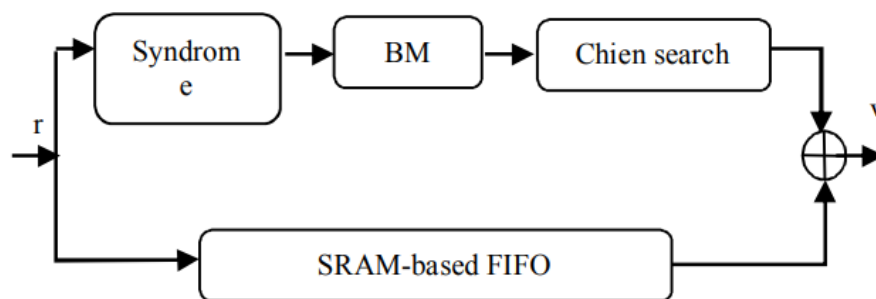 Syndrom
e
BM
Chien search
r
SRAM-based FIFO